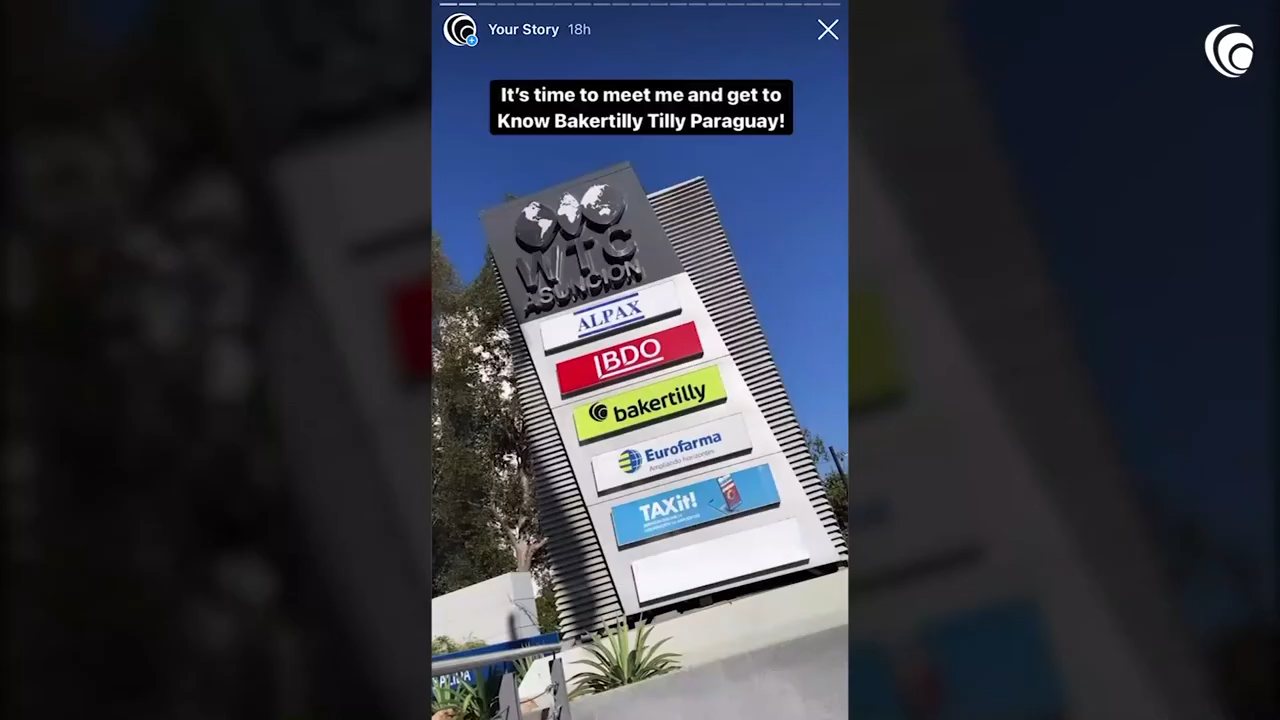 Your Story 18h
It's time to meet me and get to
Know Bakertilly Tilly Paraguay!
WTC
ASUNCION
ALPAX
IBDO
bakertilly
Eurofarma
TAXit!